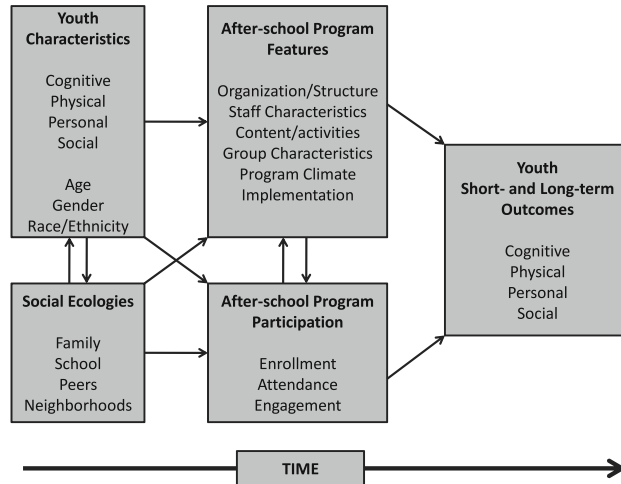 Youth
Characteristics
Cognitive
Physical
Personal
Social
Age
Gender
Race/Ethnicity
After-school Program
Features
Organization/Structure
Staff Characteristics
Content/activities
Group Characteristics
Program Climate
Implementation
Youth
Short- and Long-term
Outcomes
Cognitive
Physical
Personal
Social
Social Ecologies
Family
School
Peers
Neighborhoods
After-school Program
Participation
Enrollment
Attendance
Engagement
TIME